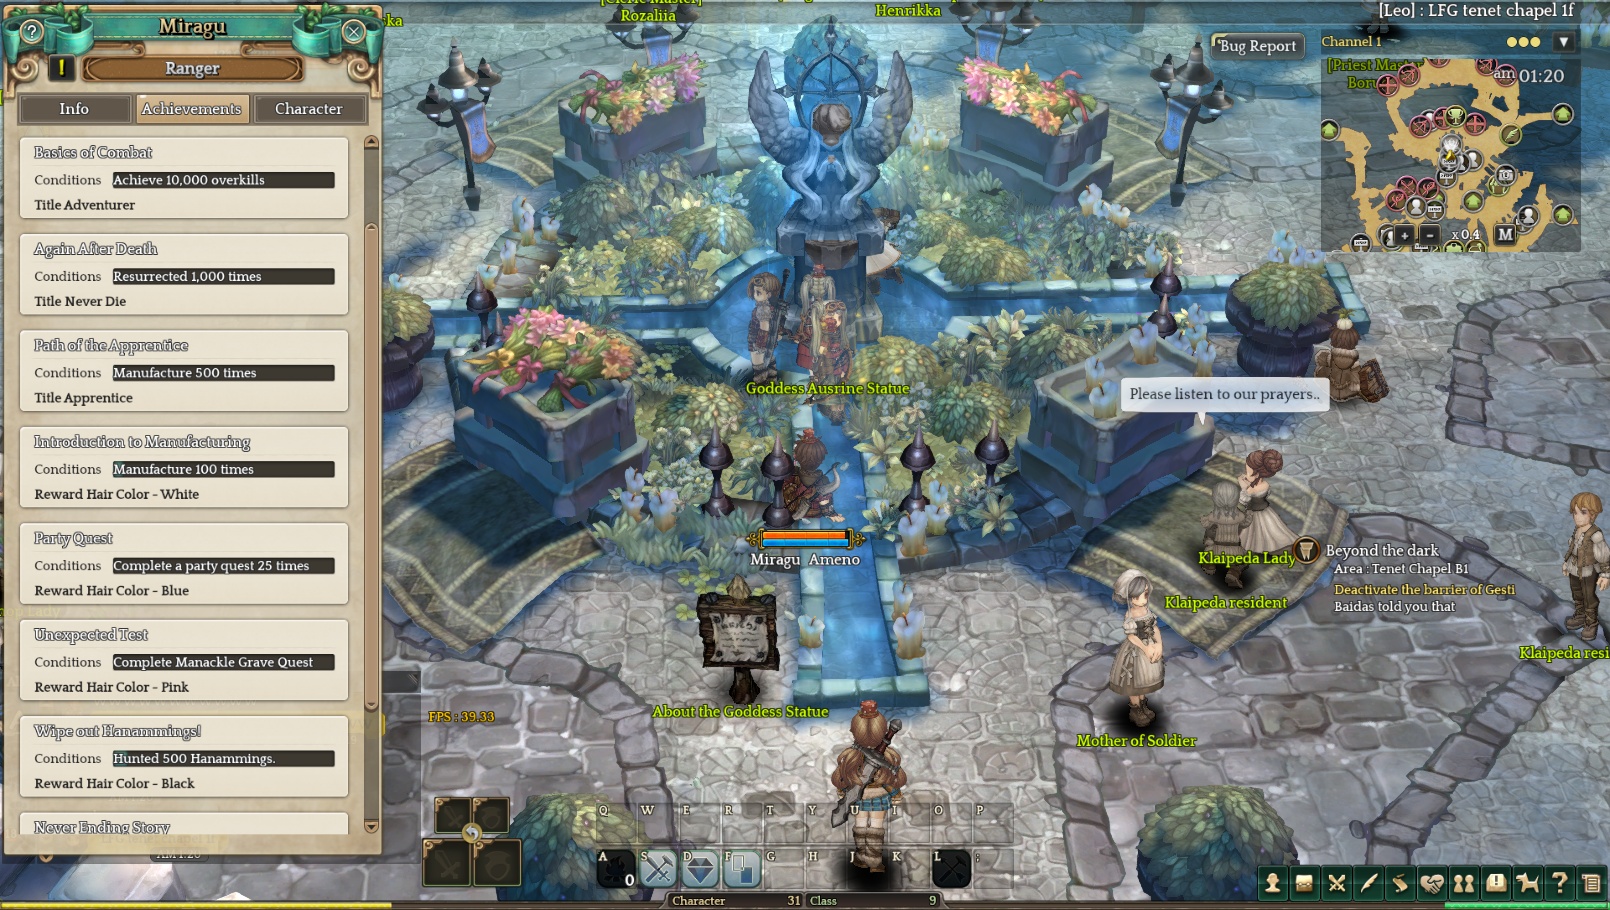 Miragu
Ranger
Info
Achievements
Character
Basics of Combat
Conditions Achieve 10,000 overkills
Title Adventurer
Again After Death
Conditions Resurrected 1,000 times
Title Never Die
Path of the Apprentice
Conditions Manufacture 500 times
Title Apprentice
Introduction to Manufacturing
Conditions Manufacture 100 times
Reward Hair Color - White
Party Quest
Conditions Complete a party quest 25 times
Reward Hair Color - Blue
Unexpected Test
Conditions Complete Manackle Grave Quest
Reward Hair Color - Pink
Wipe out Hanammings!
Conditions Hunted 500 Hanammings.
Reward Hair Color - Black
Never Ending Story
Rozaliia
Henrikka
[Leo] : LFG tenet chapel 1f
Bug Report
Channel 1
am 01:20
x 0.4
M
Goddess Ausrine Statue
Please listen to our prayers..
Miragu Ameno
Klaipeda Lady
Klaipeda resident
Beyond the dark
Area : Tenet Chapel B1
Deactivate the barrier of Gesti
Baidas told you that
Klaipeda resi
About the Goddess Statue
Mother of Soldier
FPS : 39.33
Q W E R T Y U I O P
A S D F G H J K L ;
0
Character 31 Class 9